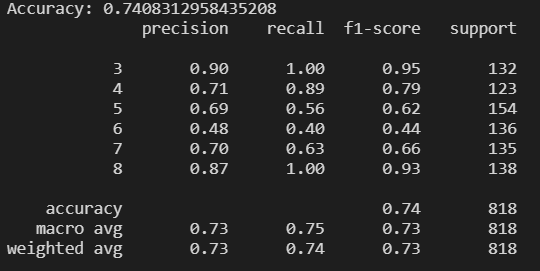 Accuracy: 0.7408312958435208
precision recall f1-score support
3 0.90 1.00 0.95 132
4 0.71 0.89 0.79 123
5 0.69 0.56 0.62 154
6 0.48 0.40 0.44 136
7 0.70 0.63 0.66 135
8 0.87 1.00 0.93 138
accuracy 0.74 818
macro avg 0.73 0.75 0.73 818
weighted avg 0.73 0.74 0.73 818